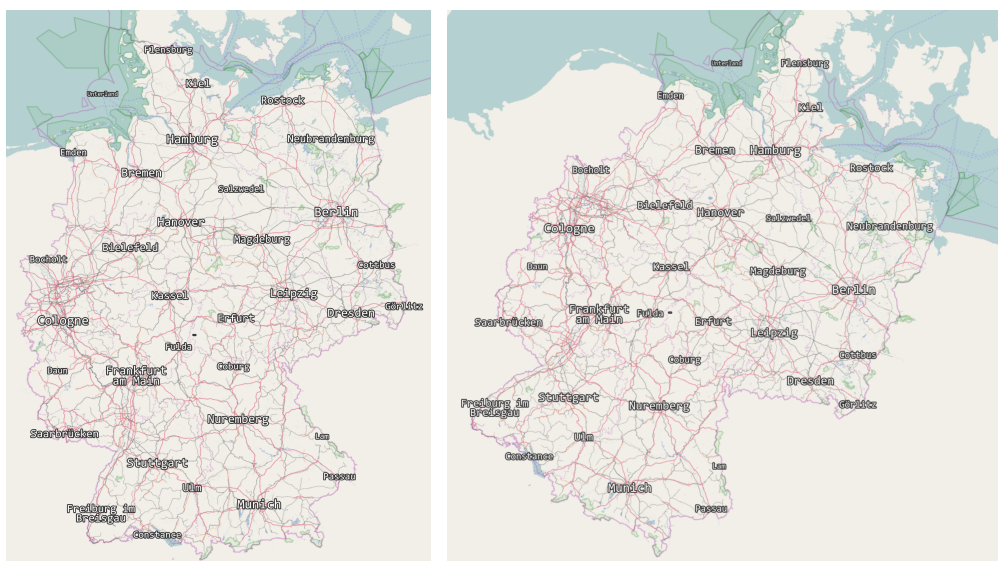 Flensburg
Kiel
Unterland
Rostock
Hamburg
Neubrandenburg
Emden
Bremen
Salzwedel
Berlin
Hanover
Magdeburg
Bielefeld
Bocholt
Cottbus
Kassel
Leipzig
Görlitz
Dresden
Cologne
Erfurt
Fulda
Coburg
Daun
Frankfurt
am Main
Nuremberg
Saarbrücken
Lam
Stuttgart
Passau
Ulm
Munich
Freiburg im
Breisgau
Constance
Flensburg
Unterland
Emden
Kiel
Bremen
Hamburg
Rostock
Bocholt
Bielefeld
Hanover
Salzwedel
Neubrandenburg
Cologne
Daun
Kassel
Magdeburg
Berlin
Frankfurt
am Main
Fulda
Saarbrücken
Erfurt
Leipzig
Coburg
Cottbus
Dresden
Stuttgart
Freiburg im
Breisgau
Nuremberg
Görlitz
Ulm
Constance
Lam
Munich
Passau